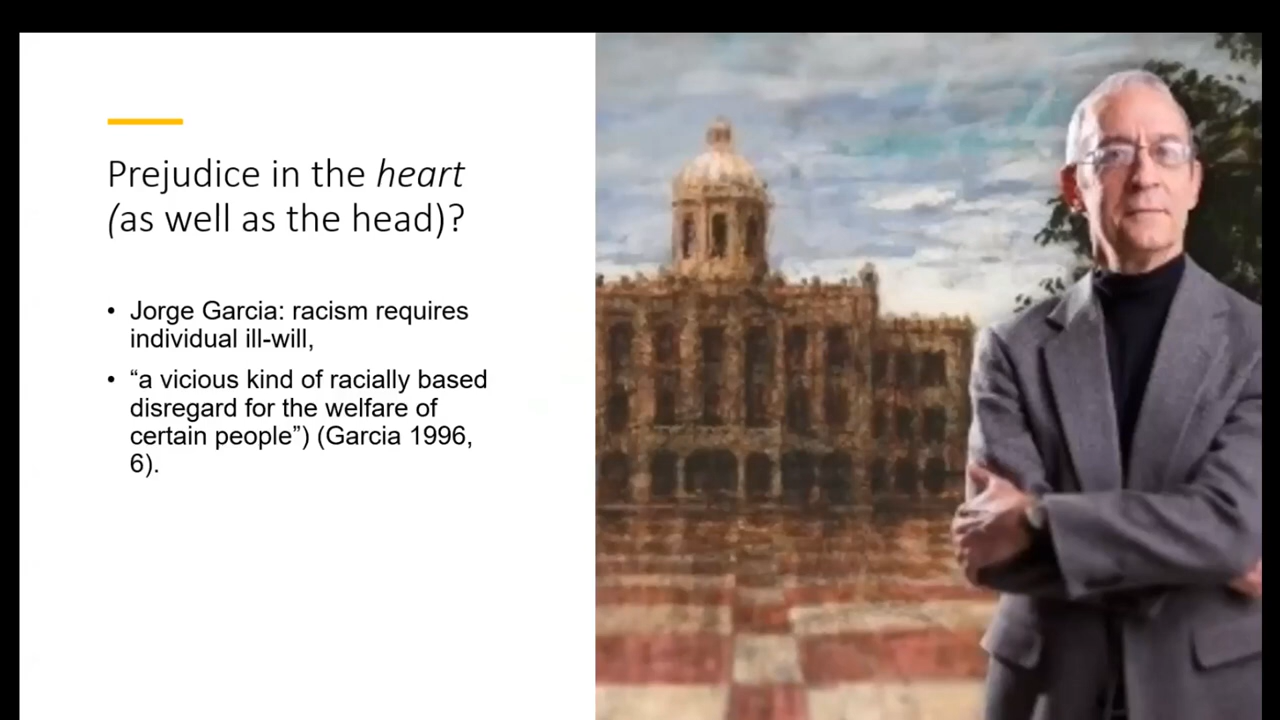 Prejudice in the heart
(as well as the head)?
• Jorge Garcia: racism requires
individual ill-will,
• “a vicious kind of racially based
disregard for the welfare of
certain people”) (Garcia 1996,
6).